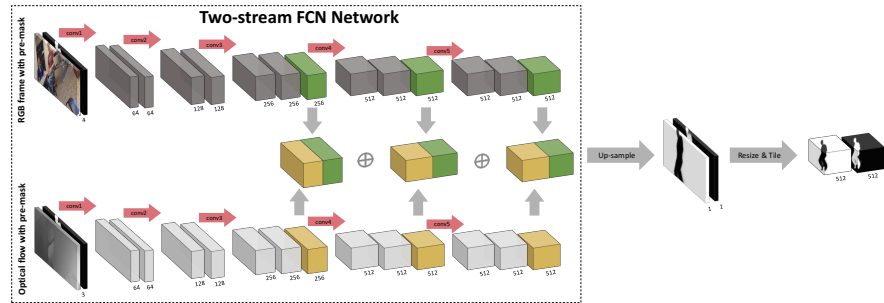 Two-stream FCN Network
RGB frame with pre-mask
conv1
conv2
conv3
conv4
conv5
4
64
64
128
128
256
256
256
512
512
512
512
512
512
Up-sample
Resize & Tile
1
1
512
512
Optical flow with pre-mask
conv1
conv2
conv3
conv4
conv5
3
64
64
128
128
256
256
256
512
512
512
512
512
512